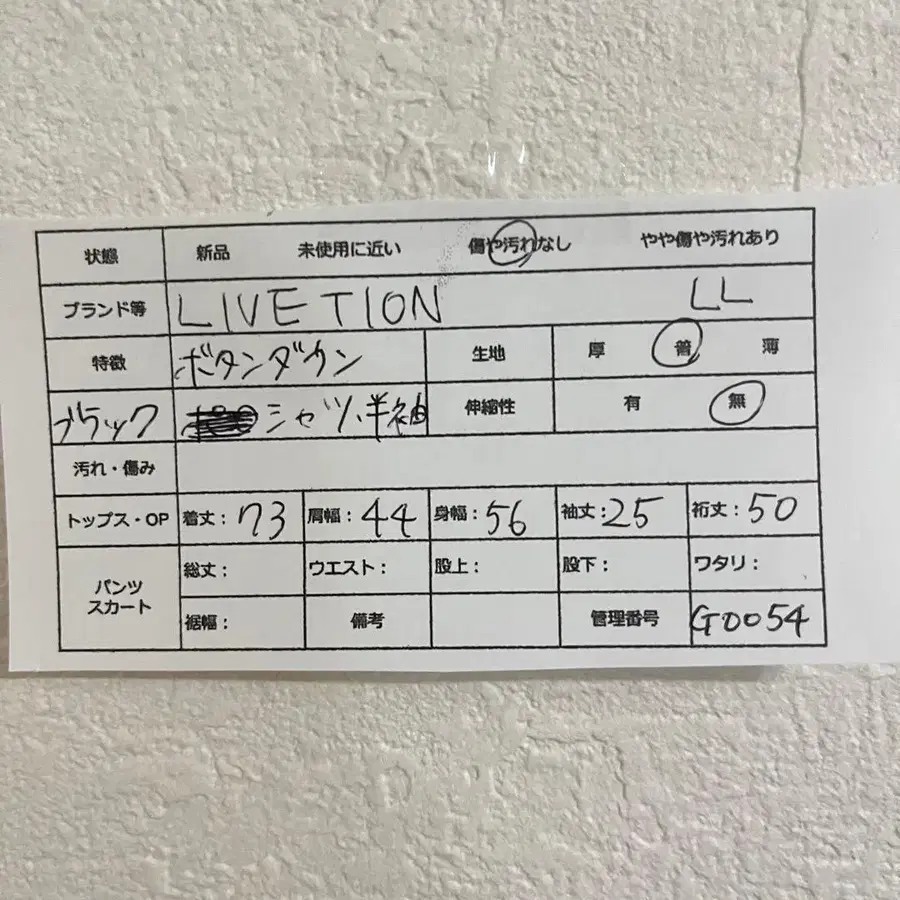 状態 新品 未使用に近い 傷や汚れなし やや傷や汚れあり
ブランド等 LIVETION LL
特徴 ボタンダウン 生地 厚 普 薄
ブラック シャツ 半袖 伸縮性 有 無
汚れ・傷み
トップス・OP 着丈: 73 肩幅: 44 身幅: 56 袖丈: 25 裄丈: 50
パンツ スカート 総丈: ウエスト: 股上: 股下: ワタリ:
裾幅: 備考 管理番号 G0054